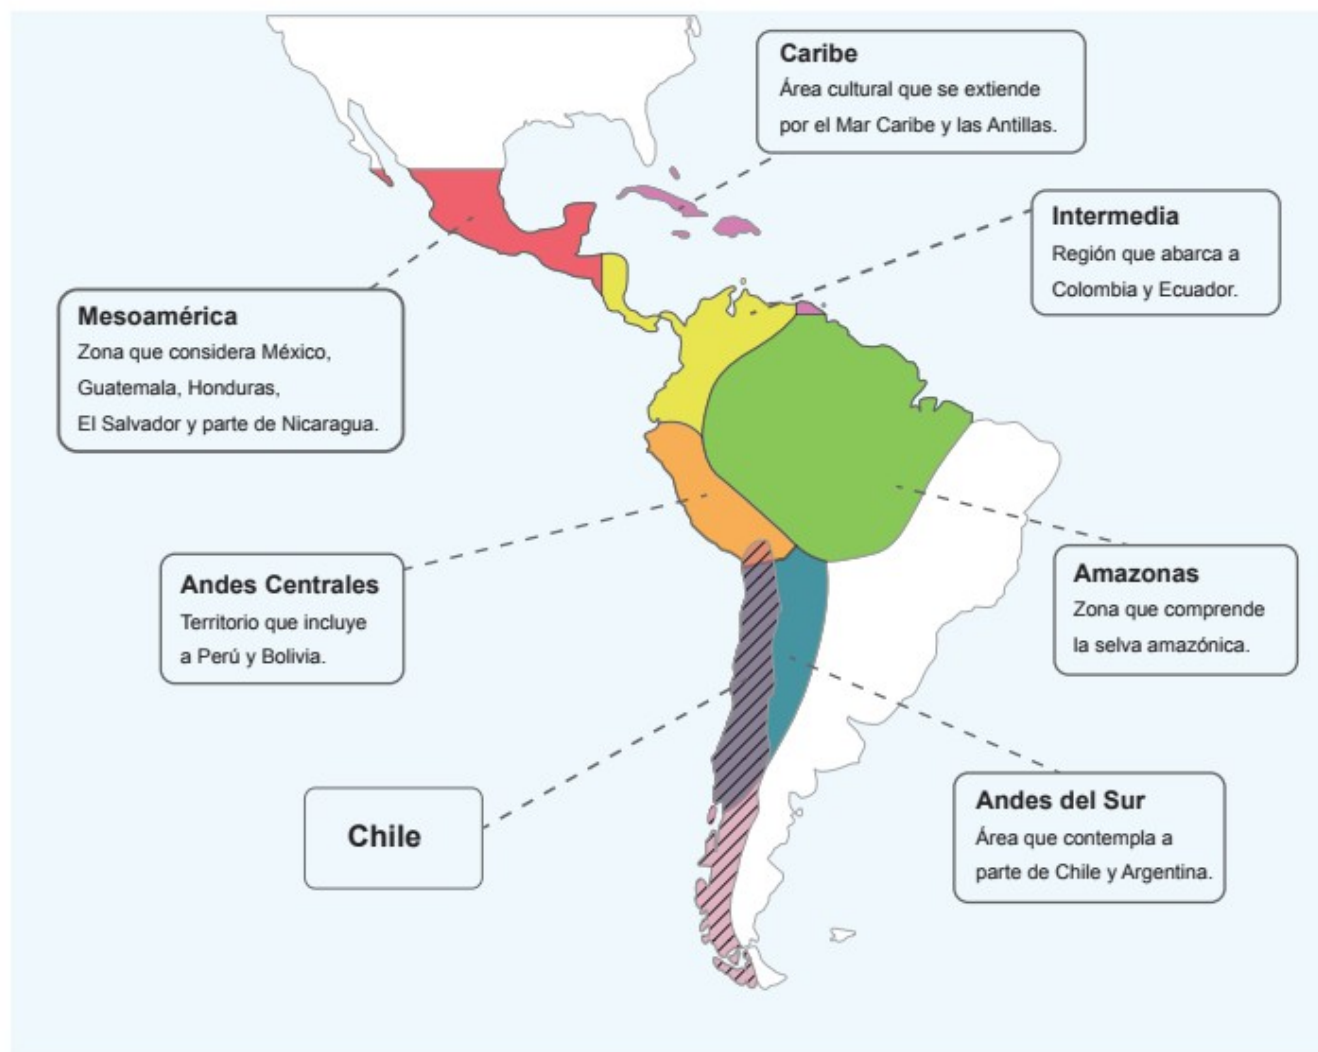 Caribe
Área cultural que se extiende
por el Mar Caribe y las Antillas.
Intermedia
Región que abarca a
Colombia y Ecuador.
Mesoamérica
Zona que considera México,
Guatemala, Honduras,
El Salvador y parte de Nicaragua.
Andes Centrales
Territorio que incluye
a Perú y Bolivia.
Amazonas
Zona que comprende
la selva amazónica.
Chile
Andes del Sur
Área que contempla a
parte de Chile y Argentina.